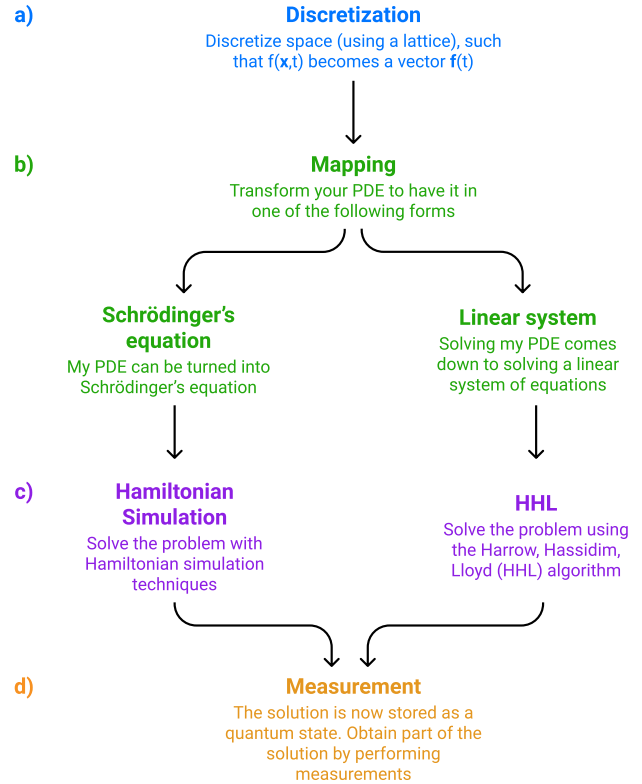 a)
Discretization
Discretize space (using a lattice), such
that f(x,t) becomes a vector f(t)
b)
Mapping
Transform your PDE to have it in
one of the following forms
Schrödinger's
equation
My PDE can be turned into
Schrödinger's equation
Linear system
Solving my PDE comes
down to solving a linear
system of equations
c)
Hamiltonian
Simulation
Solve the problem with
Hamiltonian simulation
techniques
HHL
Solve the problem using
the Harrow, Hassidim,
Lloyd (HHL) algorithm
d)
Measurement
The solution is now stored as a
quantum state. Obtain part of the
solution by performing
measurements